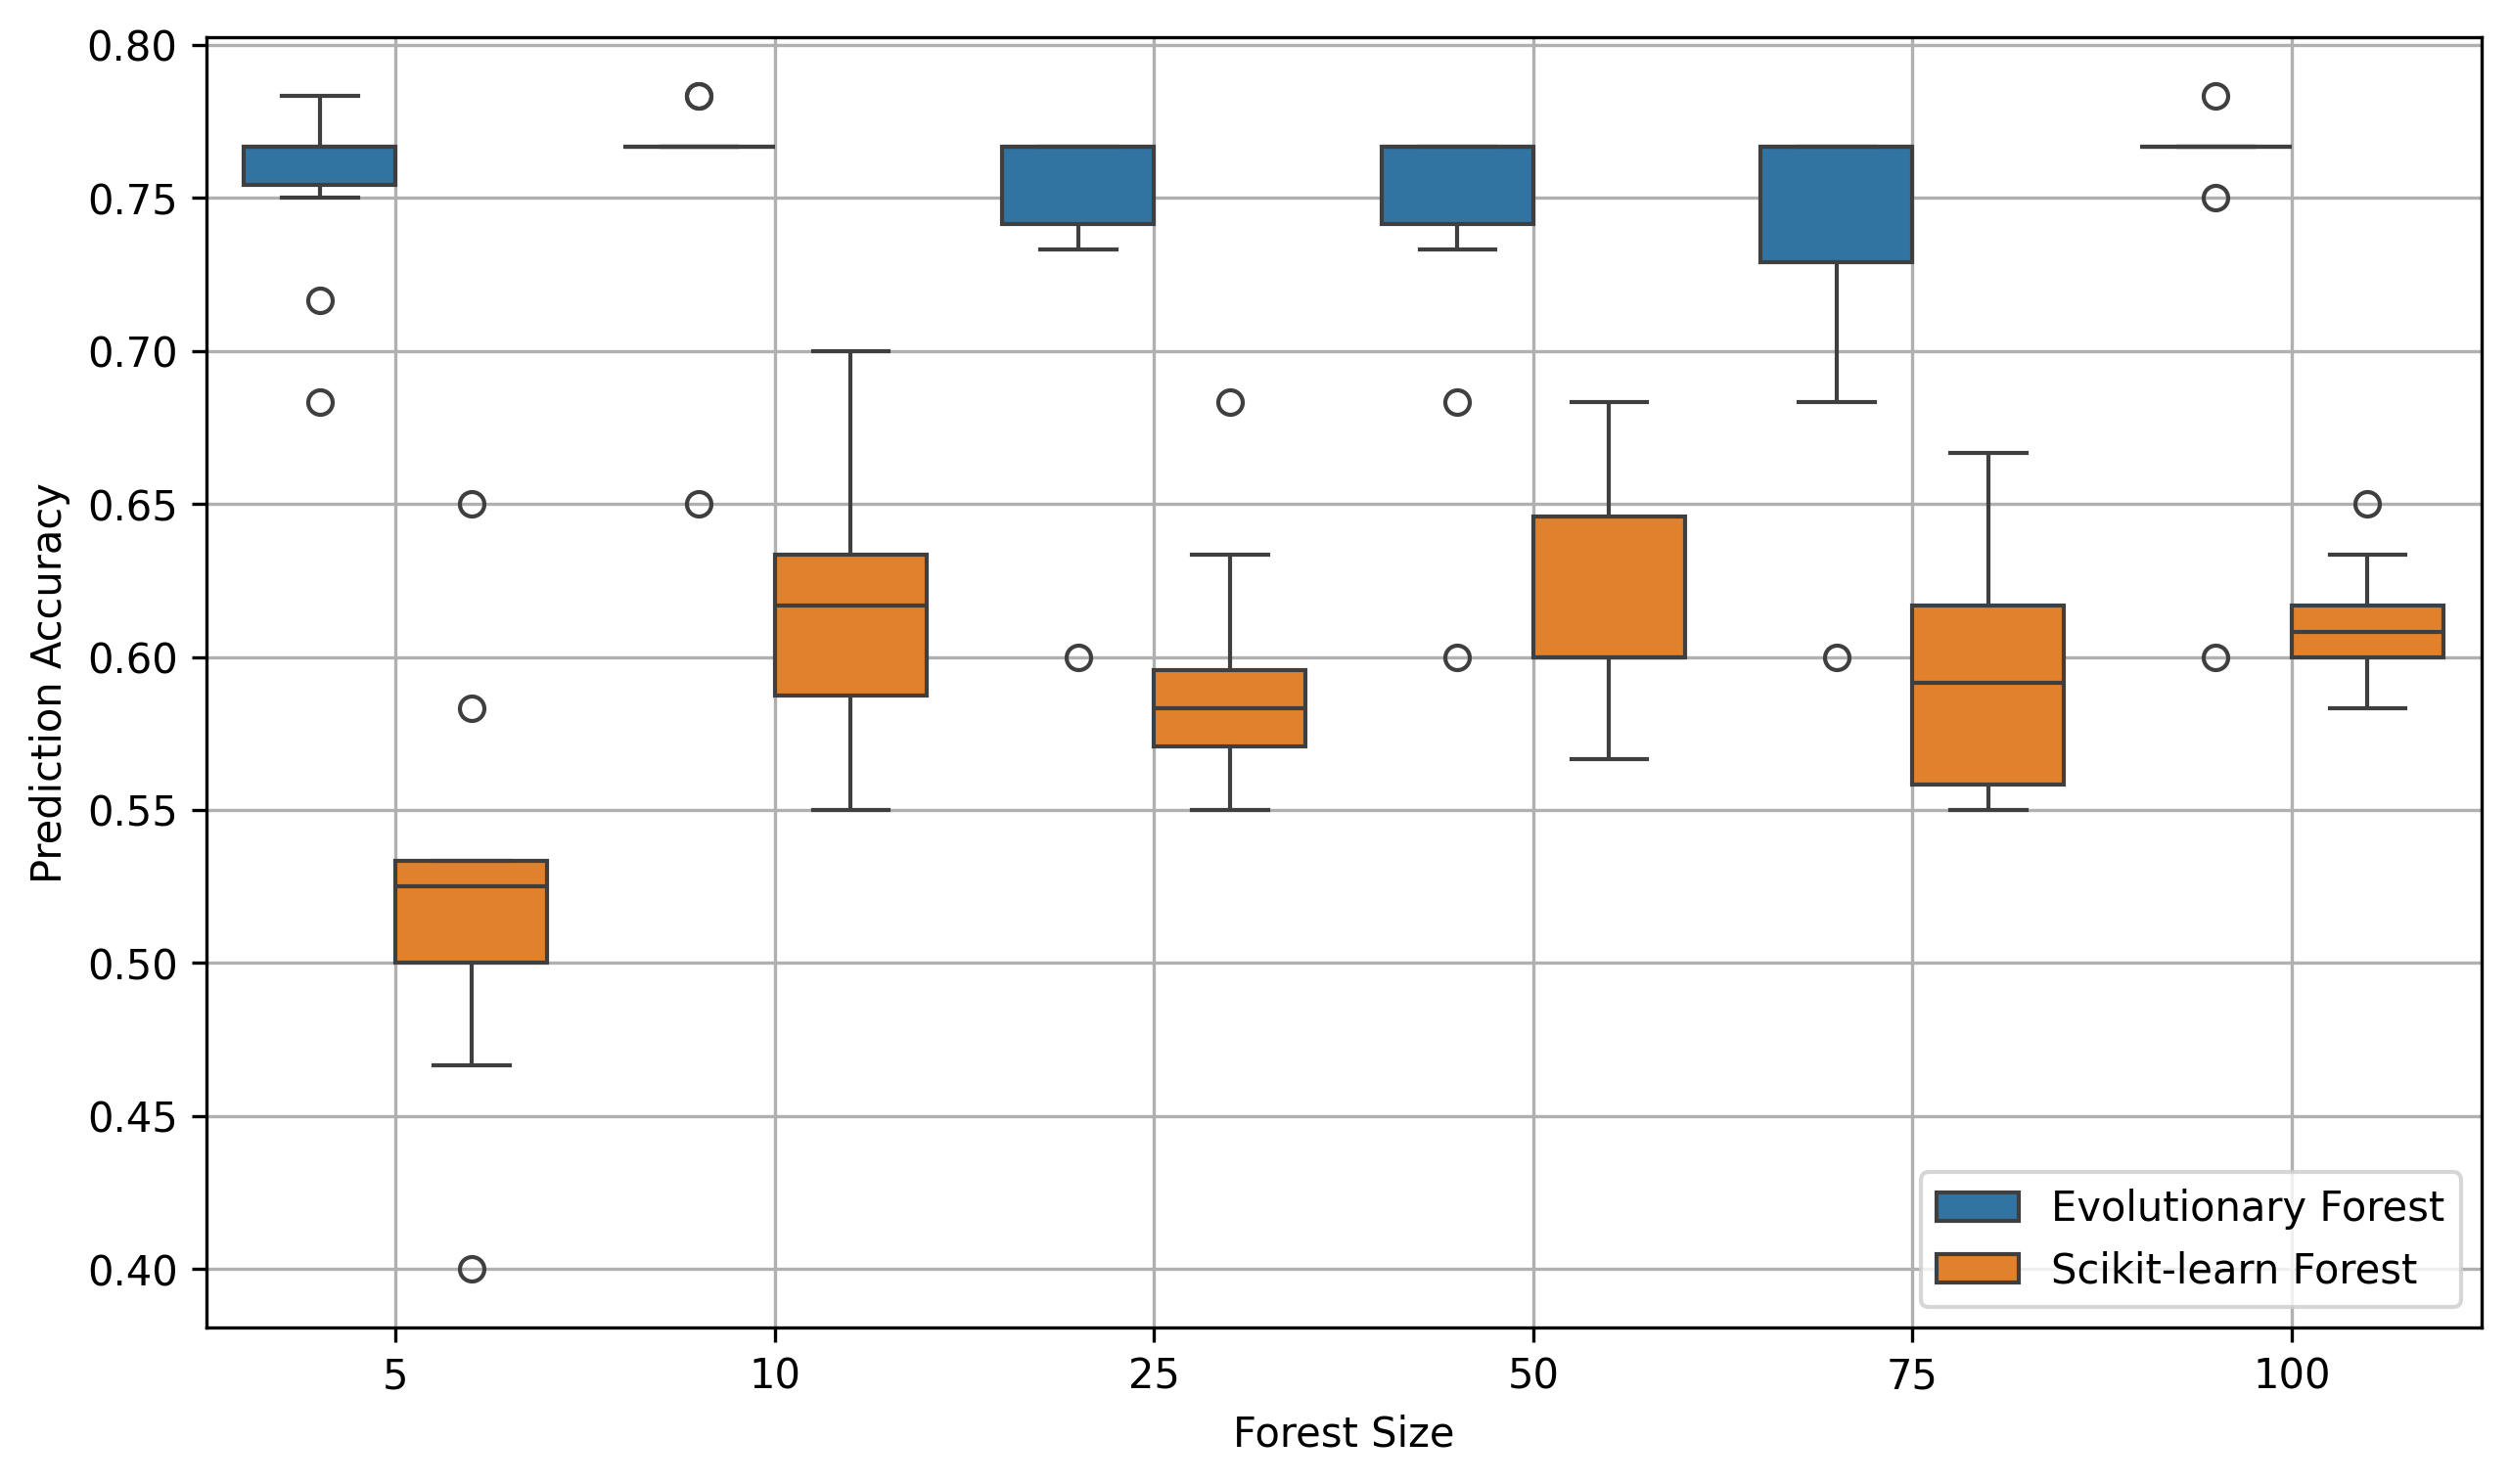 0.80
0.75
0.70
0.65
0.60
0.55
0.50
0.45
0.40
Prediction Accuracy
5 10 25 50 75 100
Forest Size
Evolutionary Forest
Scikit-learn Forest